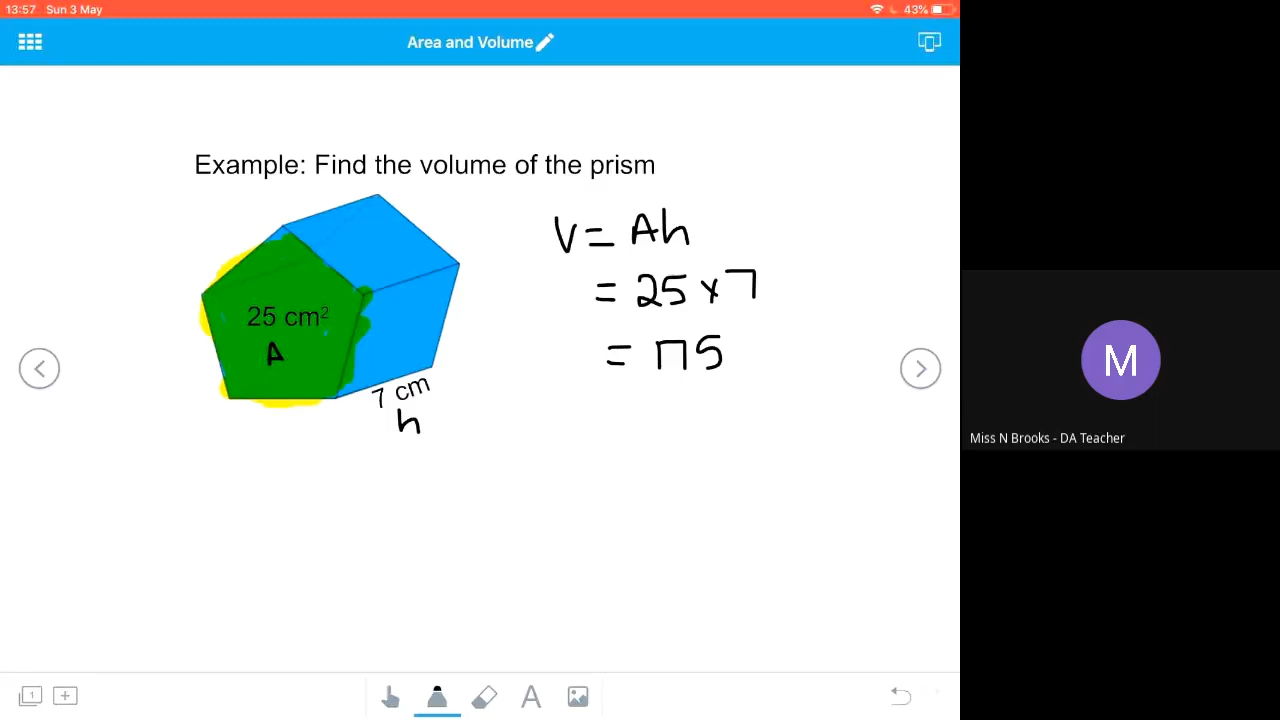 13:57 Sun 3 May 43%
Area and Volume
Example: Find the volume of the prism
V = Ah
= 25 x 7
= 175
25 cm²
A
7 cm
h
M
Miss N Brooks - DA Teacher
1
A